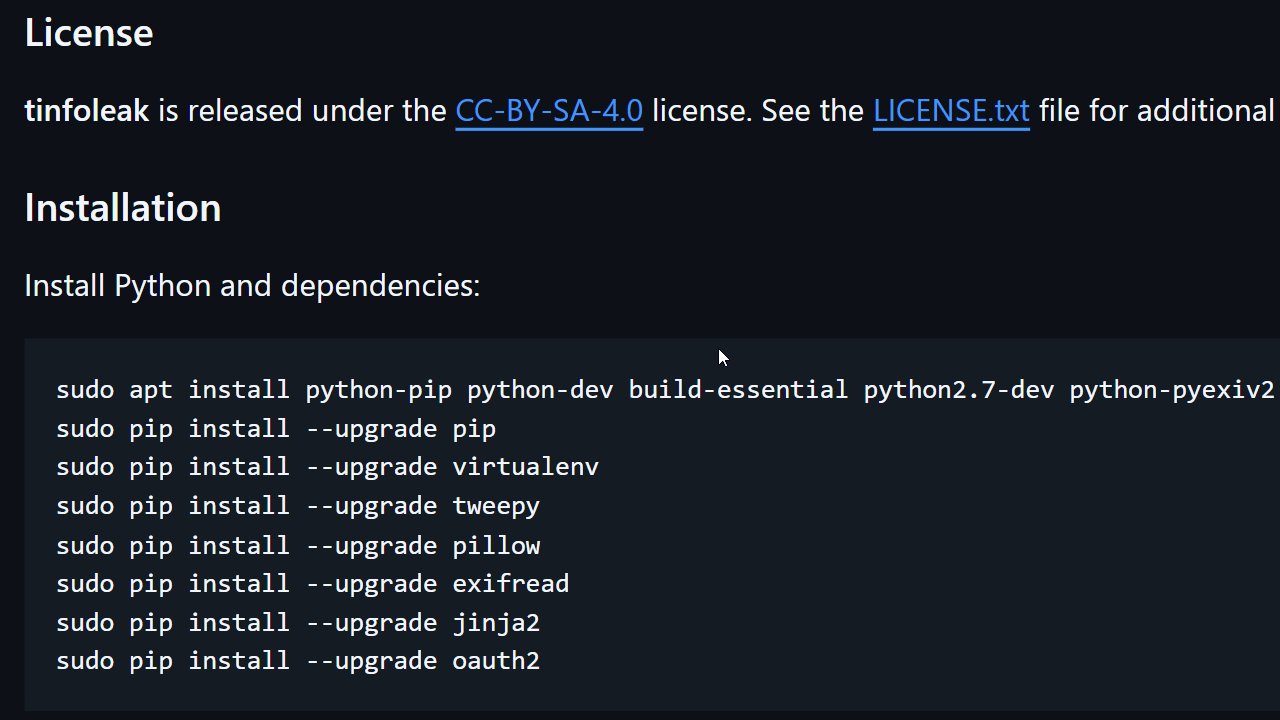 License
tinfoleak is released under the CC-BY-SA-4.0 license. See the LICENSE.txt file for additional
Installation
Install Python and dependencies:
sudo apt install python-pip python-dev build-essential python2.7-dev python-pyexiv2
sudo pip install --upgrade pip
sudo pip install --upgrade virtualenv
sudo pip install --upgrade tweepy
sudo pip install --upgrade pillow
sudo pip install --upgrade exifread
sudo pip install --upgrade jinja2
sudo pip install --upgrade oauth2